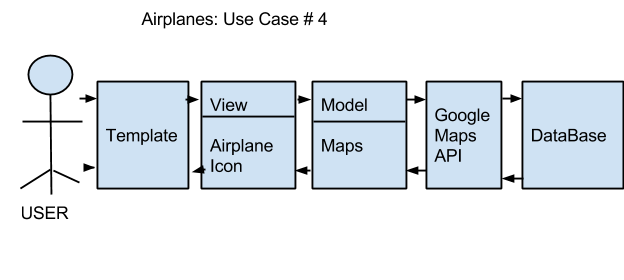 Airplanes: Use Case # 4
USER
Template
View
Airplane
Icon
Model
Maps
Google
Maps
API
DataBase